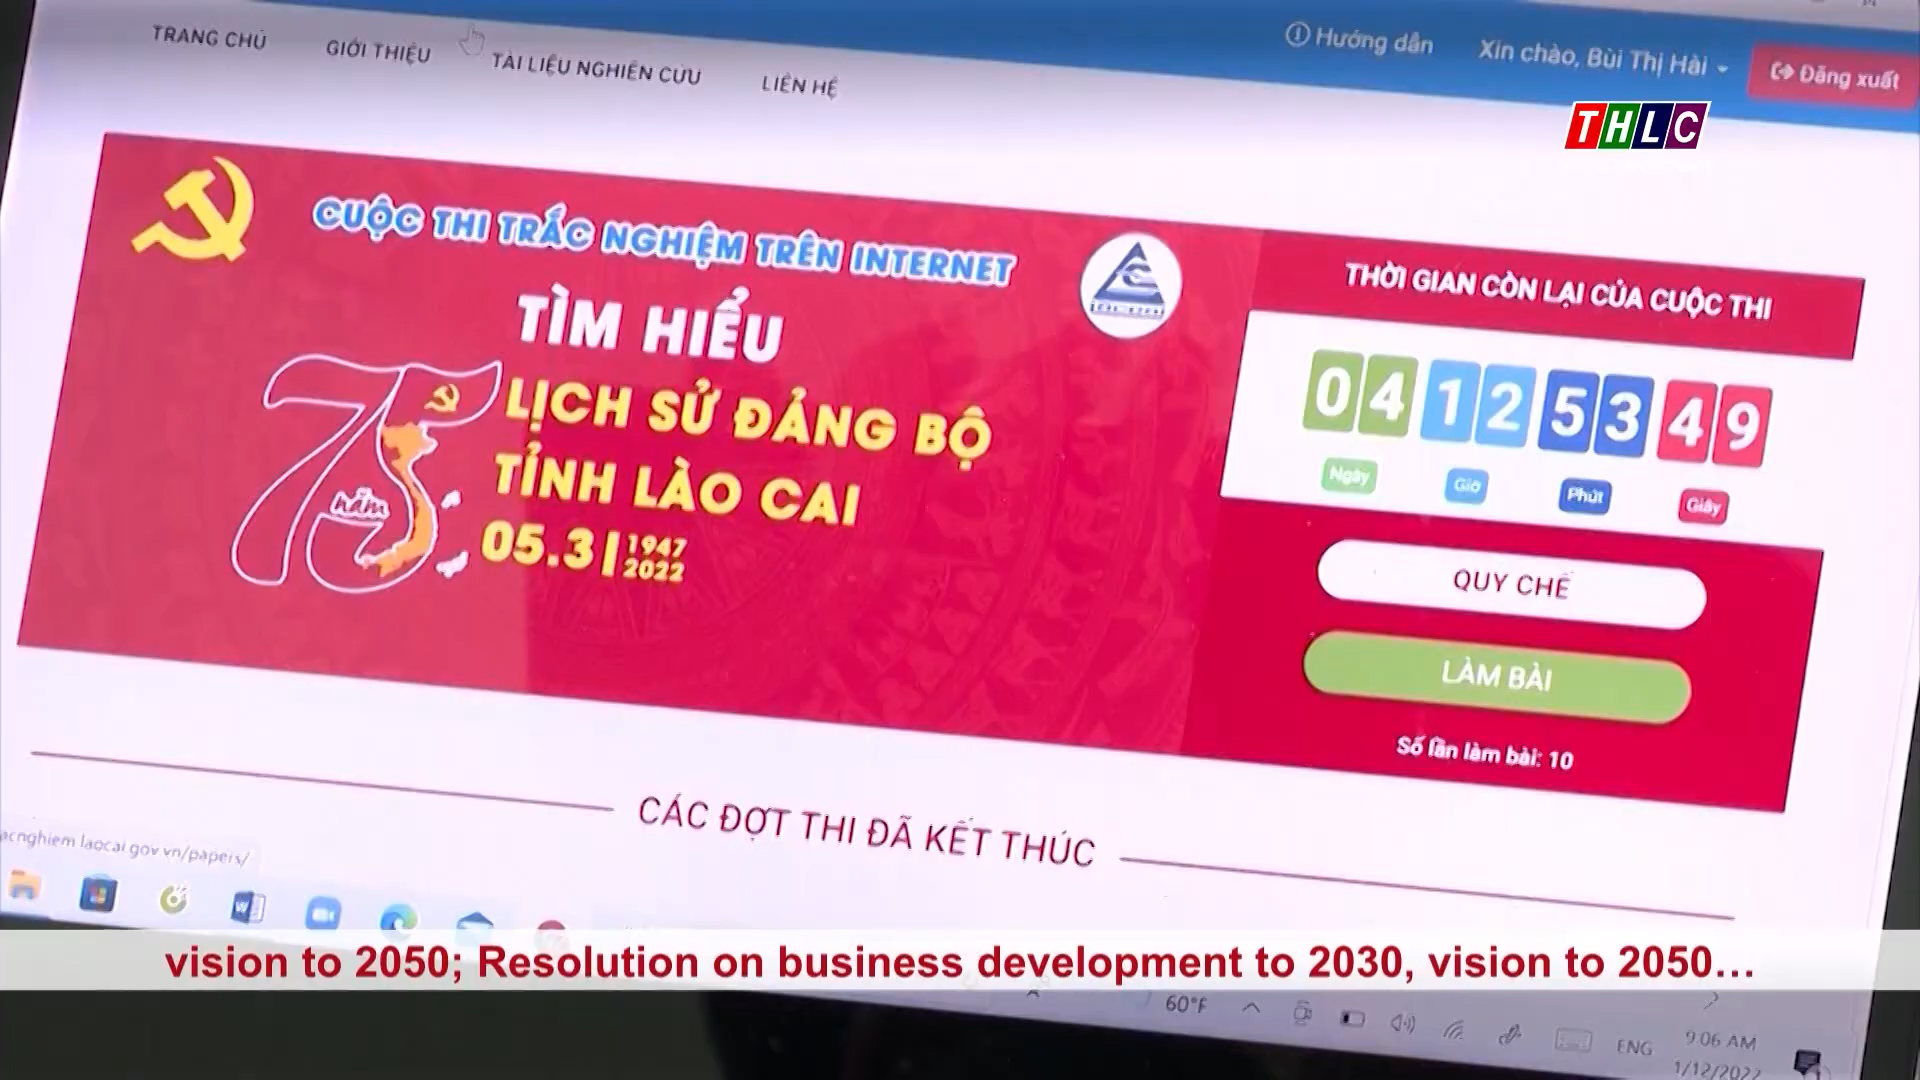 TRANG CHỦ
GIỚI THIỆU
TÀI LIỆU NGHIÊN CỨU
LIÊN HỆ
Hướng dẫn
Xin chào, Bùi Thị Hài
Đăng xuất
THLC
CUỘC THI TRẮC NGHIỆM TRÊN INTERNET
TÌM HIỂU
LỊCH SỬ ĐẢNG BỘ
TỈNH LÀO CAI
05.3 | 1947
2022
75
năm
THỜI GIAN CÒN LẠI CỦA CUỘC THI
04 12 53 49
Ngày Giờ Phút Giây
QUY CHẾ
LÀM BÀI
Số lần làm bài: 10
CÁC ĐỢT THI ĐÃ KẾT THÚC
acnghiem.laocai.gov.vn/papers/
vision to 2050; Resolution on business development to 2030, vision to 2050...
60°F
ENG
9:06 AM
1/12/2022